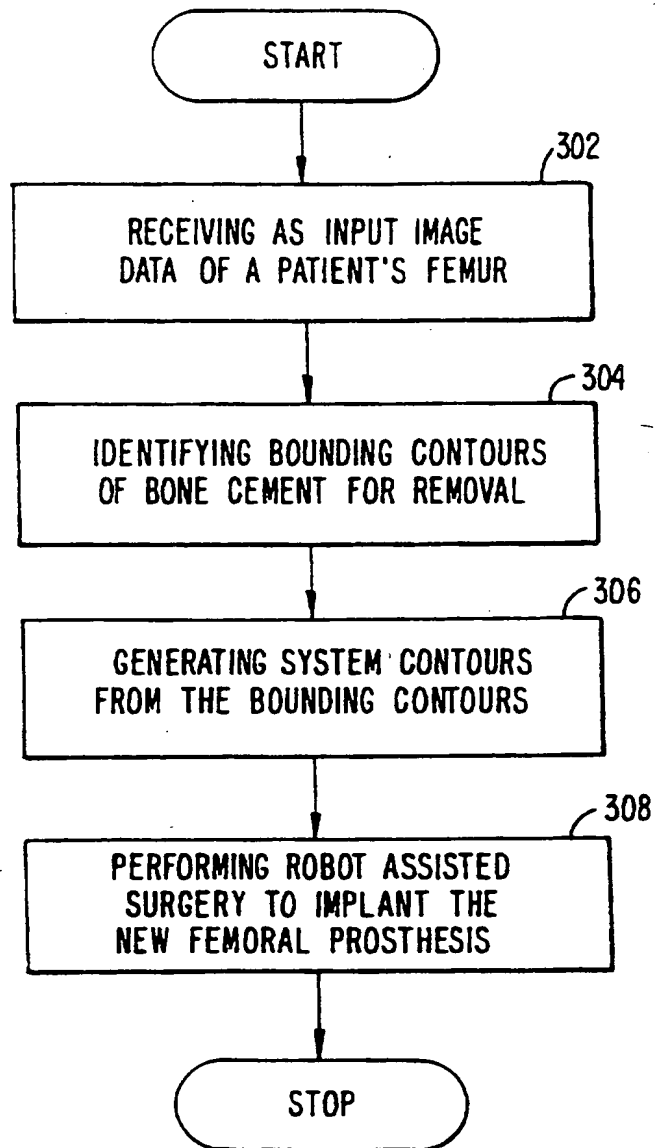 START
302
RECEIVING AS INPUT IMAGE
DATA OF A PATIENT'S FEMUR
304
IDENTIFYING BOUNDING CONTOURS
OF BONE CEMENT FOR REMOVAL
306
GENERATING SYSTEM CONTOURS
FROM THE BOUNDING CONTOURS
308
PERFORMING ROBOT ASSISTED
SURGERY TO IMPLANT THE
NEW FEMORAL PROSTHESIS
STOP